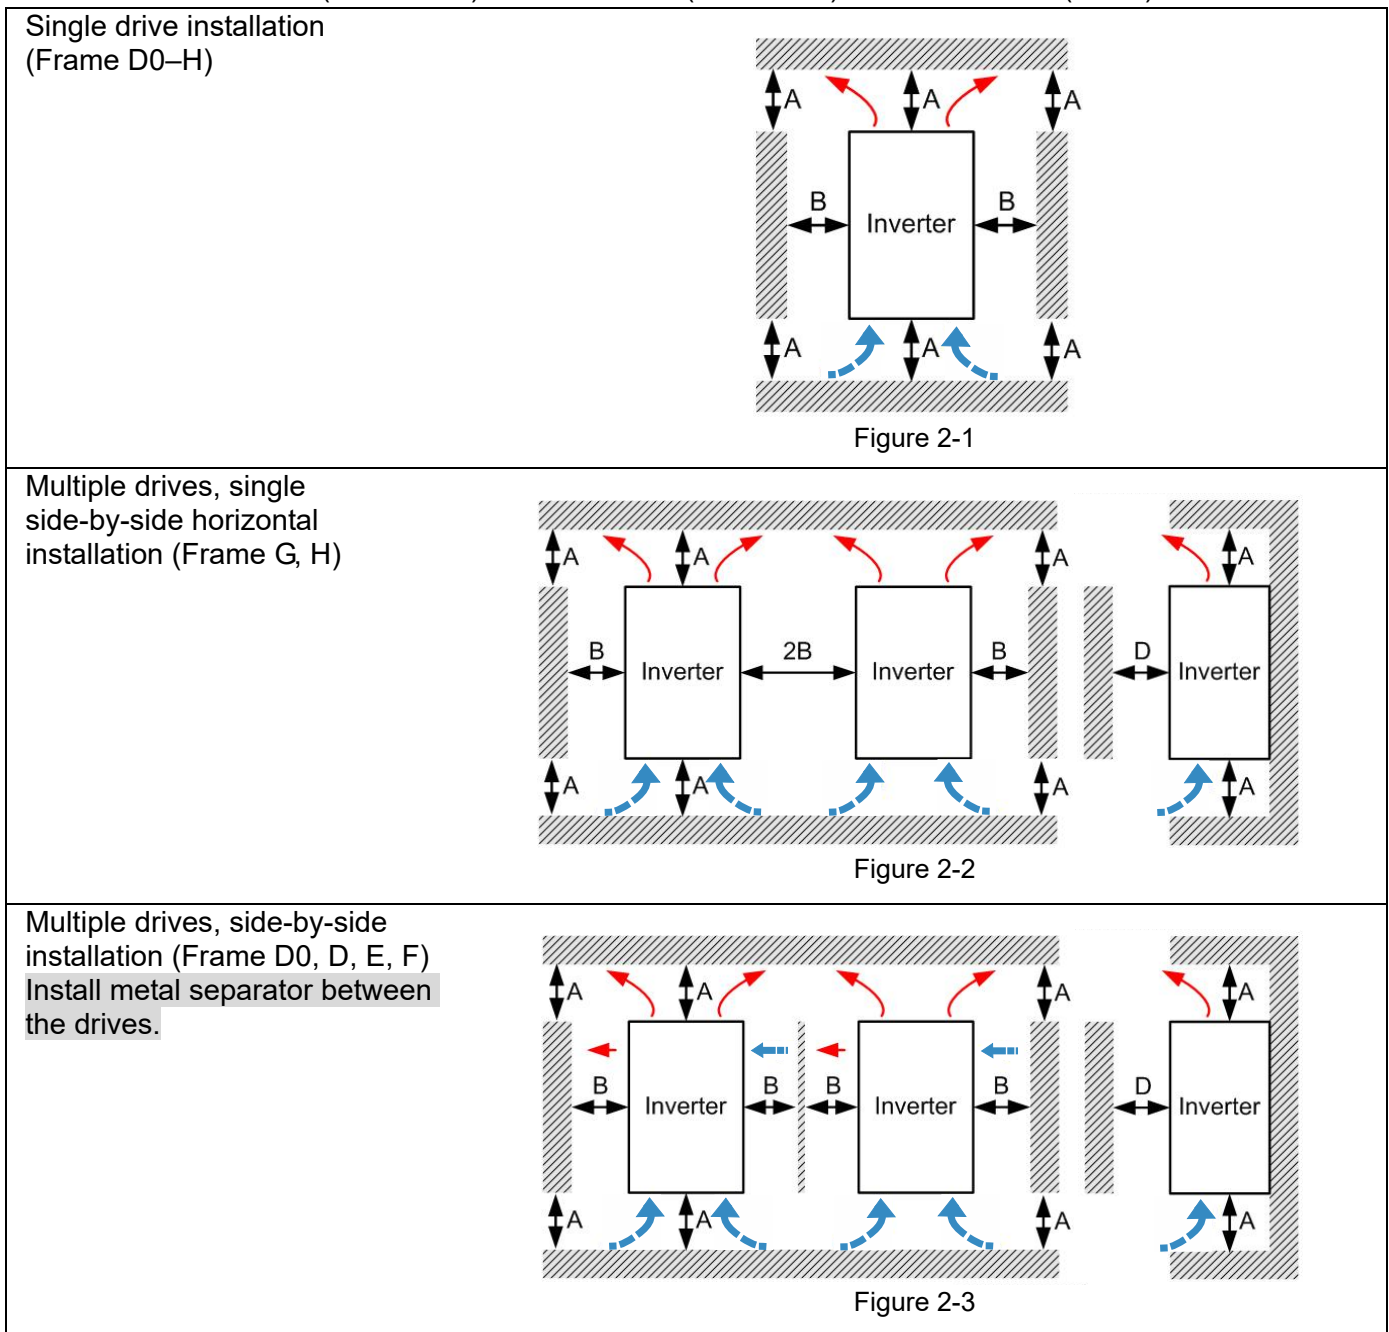 Single drive installation
(Frame D0–H)
A
A
A
B
B
Inverter
A
A
A
Figure 2-1
Multiple drives, single
side-by-side horizontal
installation (Frame G, H)
A
A
A
A
B
Inverter
2B
Inverter
B
D
Inverter
A
A
A
A
Figure 2-2
Multiple drives, side-by-side
installation (Frame D0, D, E, F)
Install metal separator between
the drives.
A
A
A
A
B
Inverter
B
B
Inverter
B
D
Inverter
A
A
A
A
Figure 2-3